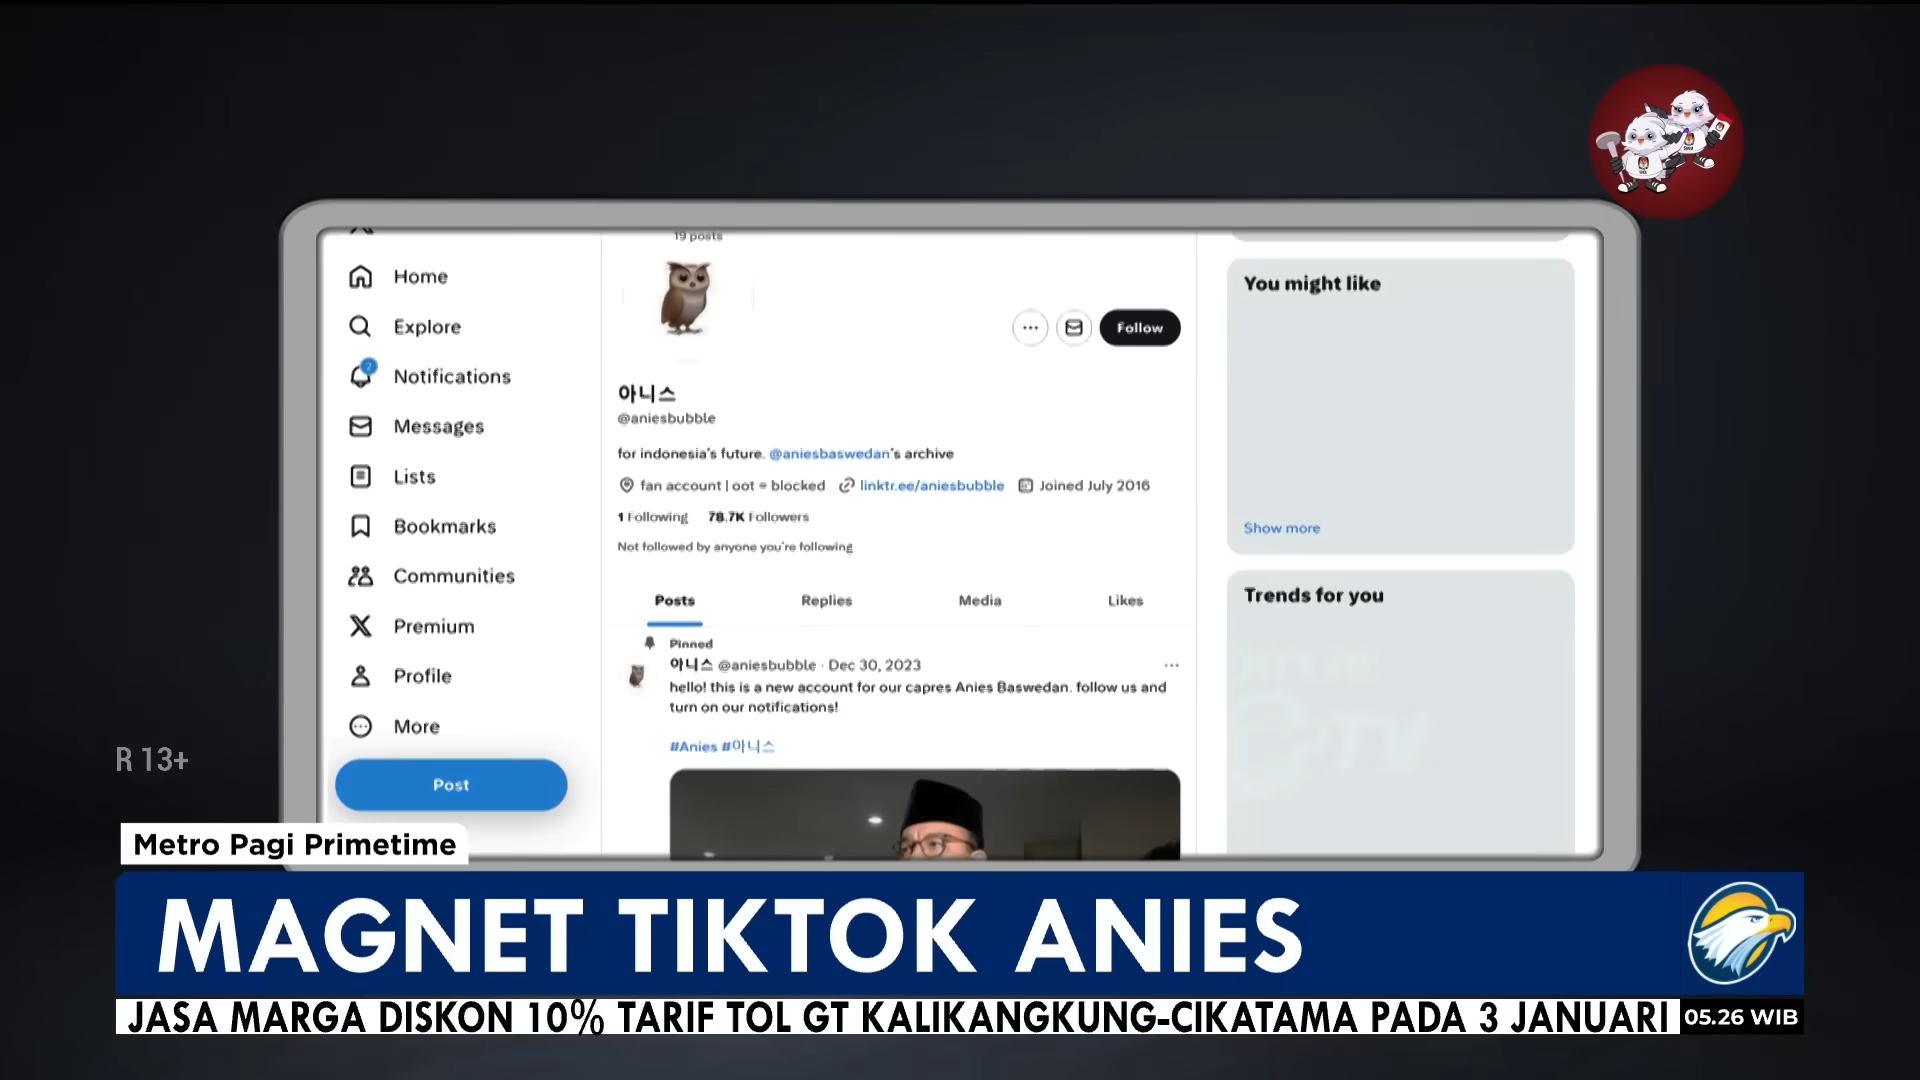 19 posts
Home
Explore
2
Notifications
Messages
Lists
Bookmarks
Communities
Premium
Profile
More
Post
Follow
아니스
@aniesbubble
for indonesia's future. @aniesbaswedan's archive
fan account | oot = blocked linktr.ee/aniesbubble Joined July 2016
1 Following 78.7K Followers
Not followed by anyone you're following
Posts Replies Media Likes
Pinned
아니스 @aniesbubble · Dec 30, 2023
hello! this is a new account for our capres Anies Baswedan. follow us and
turn on our notifications!
#Anies #아니스
You might like
Show more
Trends for you
R 13+
Metro Pagi Primetime
MAGNET TIKTOK ANIES
JASA MARGA DISKON 10% TARIF TOL GT KALIKANGKUNG-CIKATAMA PADA 3 JANUARI
05.26 WIB